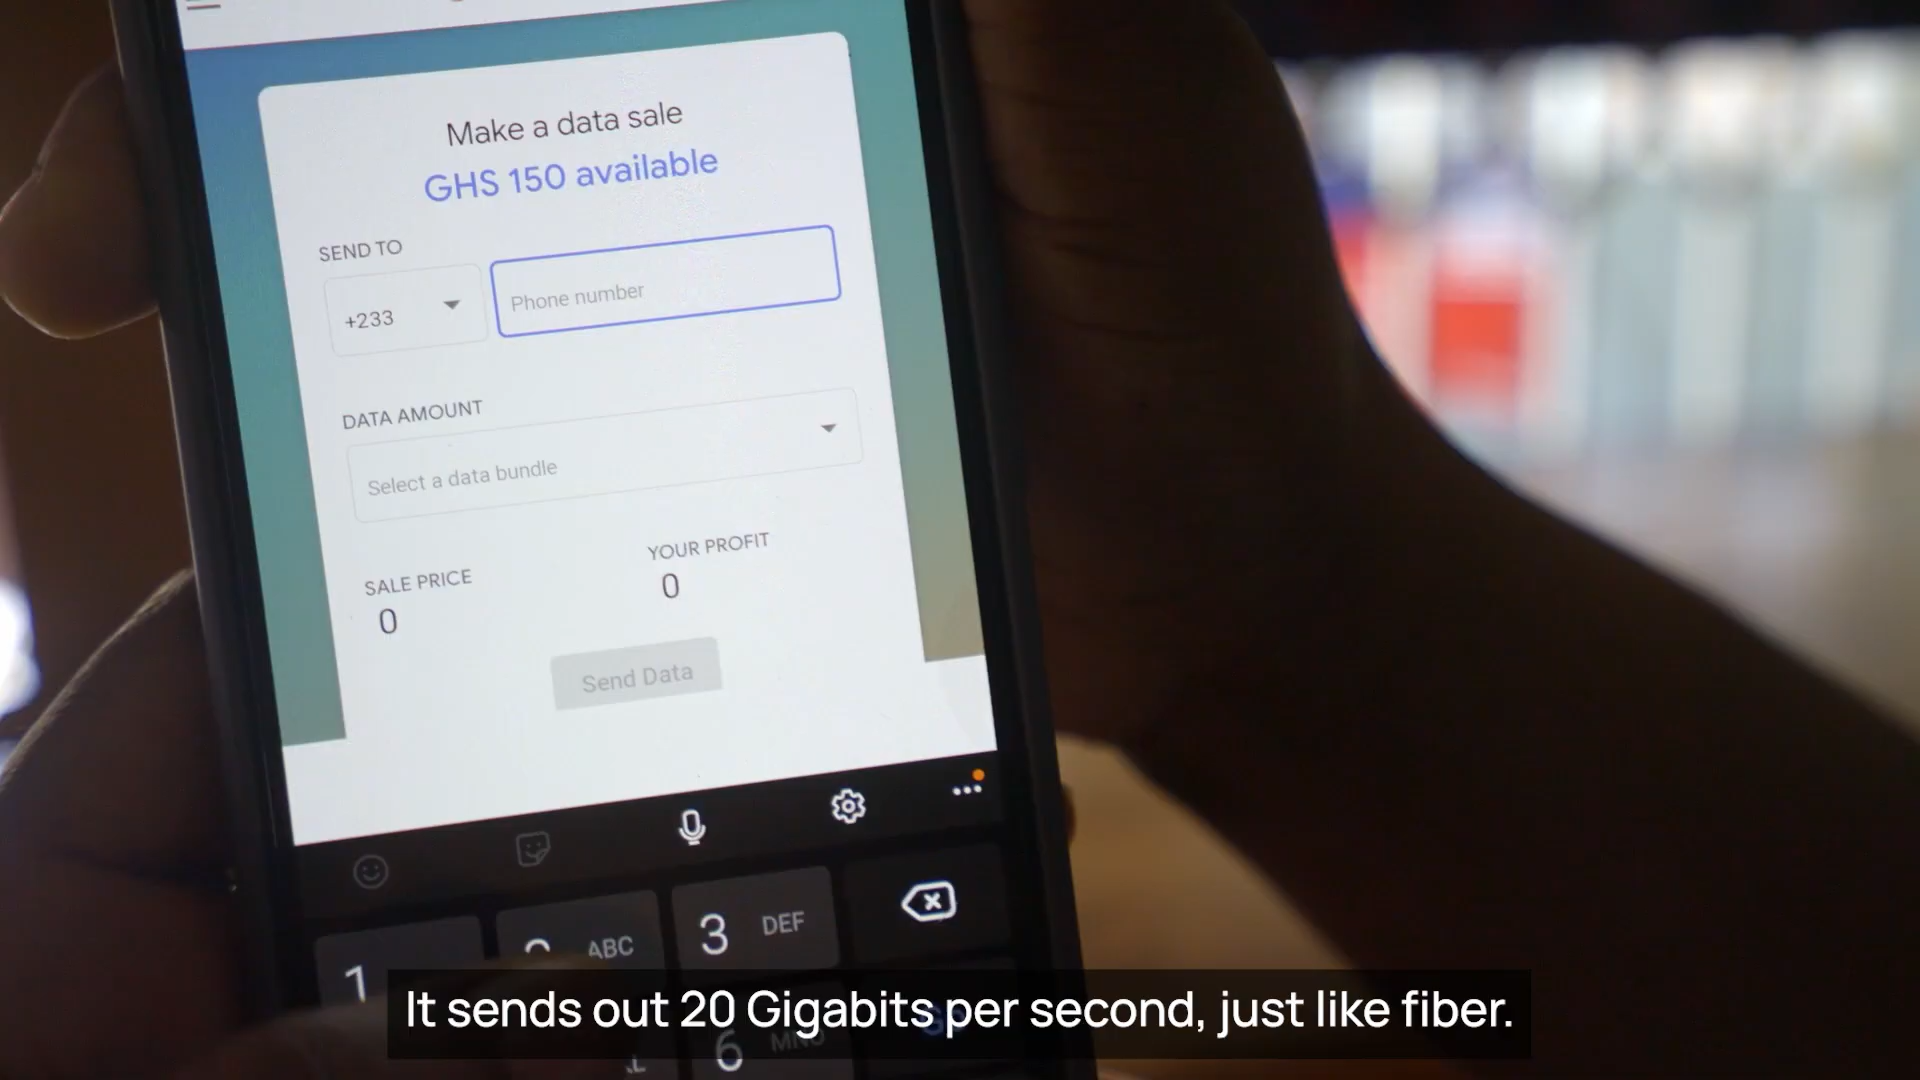 Make a data sale
GHS 150 available
SEND TO
+233
Phone number
DATA AMOUNT
Select a data bundle
SALE PRICE
0
YOUR PROFIT
0
Send Data
1
ABC
3 DEF
6 MNO
It sends out 20 Gigabits per second, just like fiber.